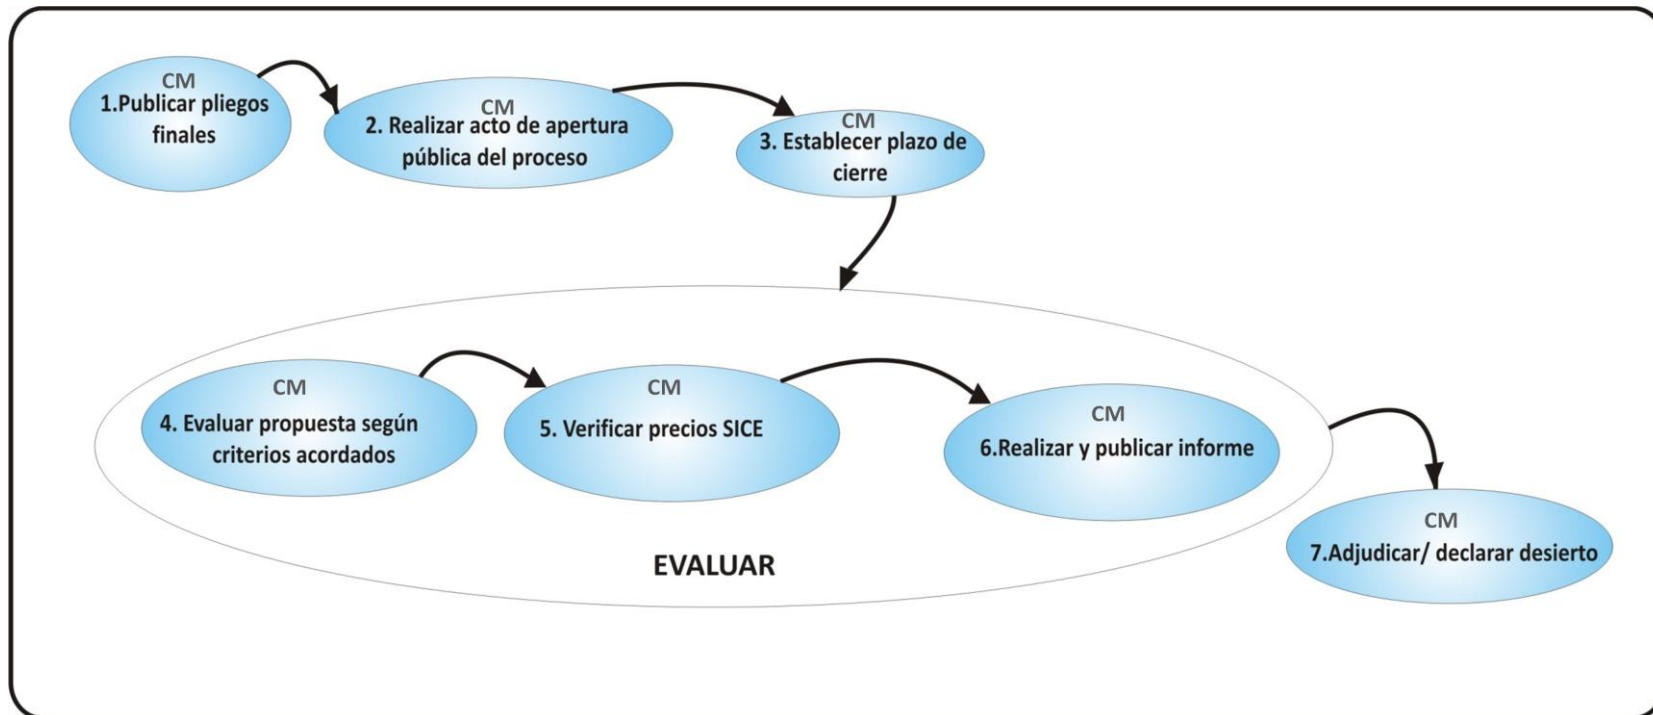 CM
1.Publicar pliegos
finales
CM
2. Realizar acto de apertura
pública del proceso
CM
3. Establecer plazo de
cierre
CM
4. Evaluar propuesta según
criterios acordados
CM
5. Verificar precios SICE
CM
6.Realizar y publicar informe
EVALUAR
CM
7.Adjudicar/ declarar desierto